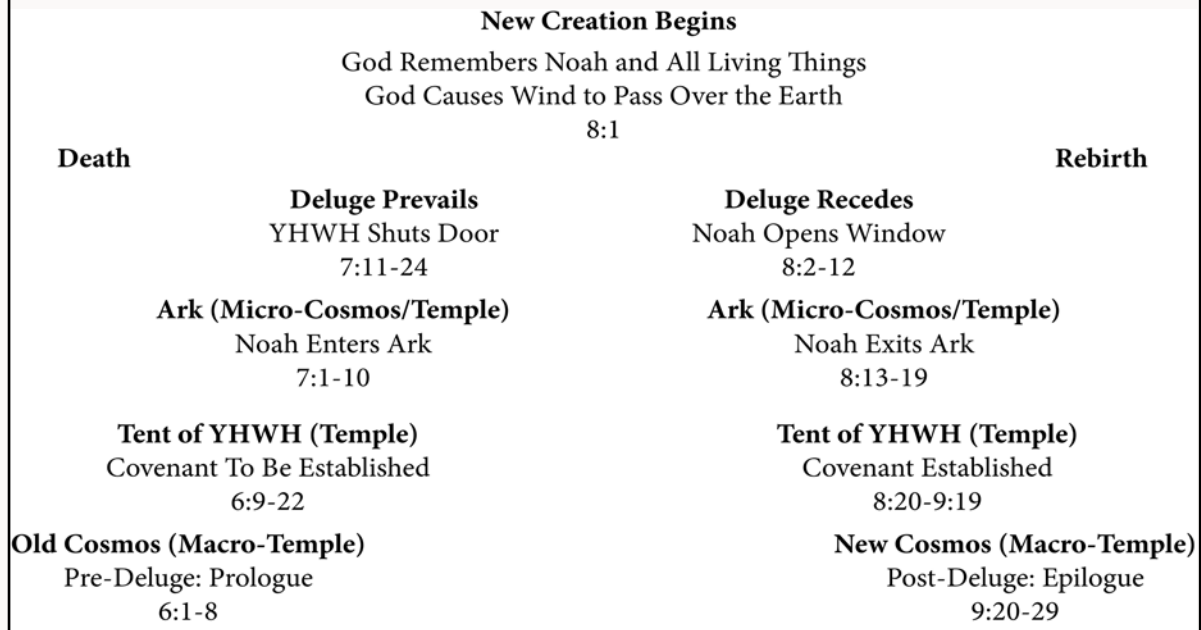 New Creation Begins
God Remembers Noah and All Living Things
God Causes Wind to Pass Over the Earth
8:1
Death
Rebirth
Deluge Prevails
YHWH Shuts Door
7:11-24
Deluge Recedes
Noah Opens Window
8:2-12
Ark (Micro-Cosmos/Temple)
Noah Enters Ark
7:1-10
Ark (Micro-Cosmos/Temple)
Noah Exits Ark
8:13-19
Tent of YHWH (Temple)
Covenant To Be Established
6:9-22
Tent of YHWH (Temple)
Covenant Established
8:20-9:19
Old Cosmos (Macro-Temple)
Pre-Deluge: Prologue
6:1-8
New Cosmos (Macro-Temple)
Post-Deluge: Epilogue
9:20-29